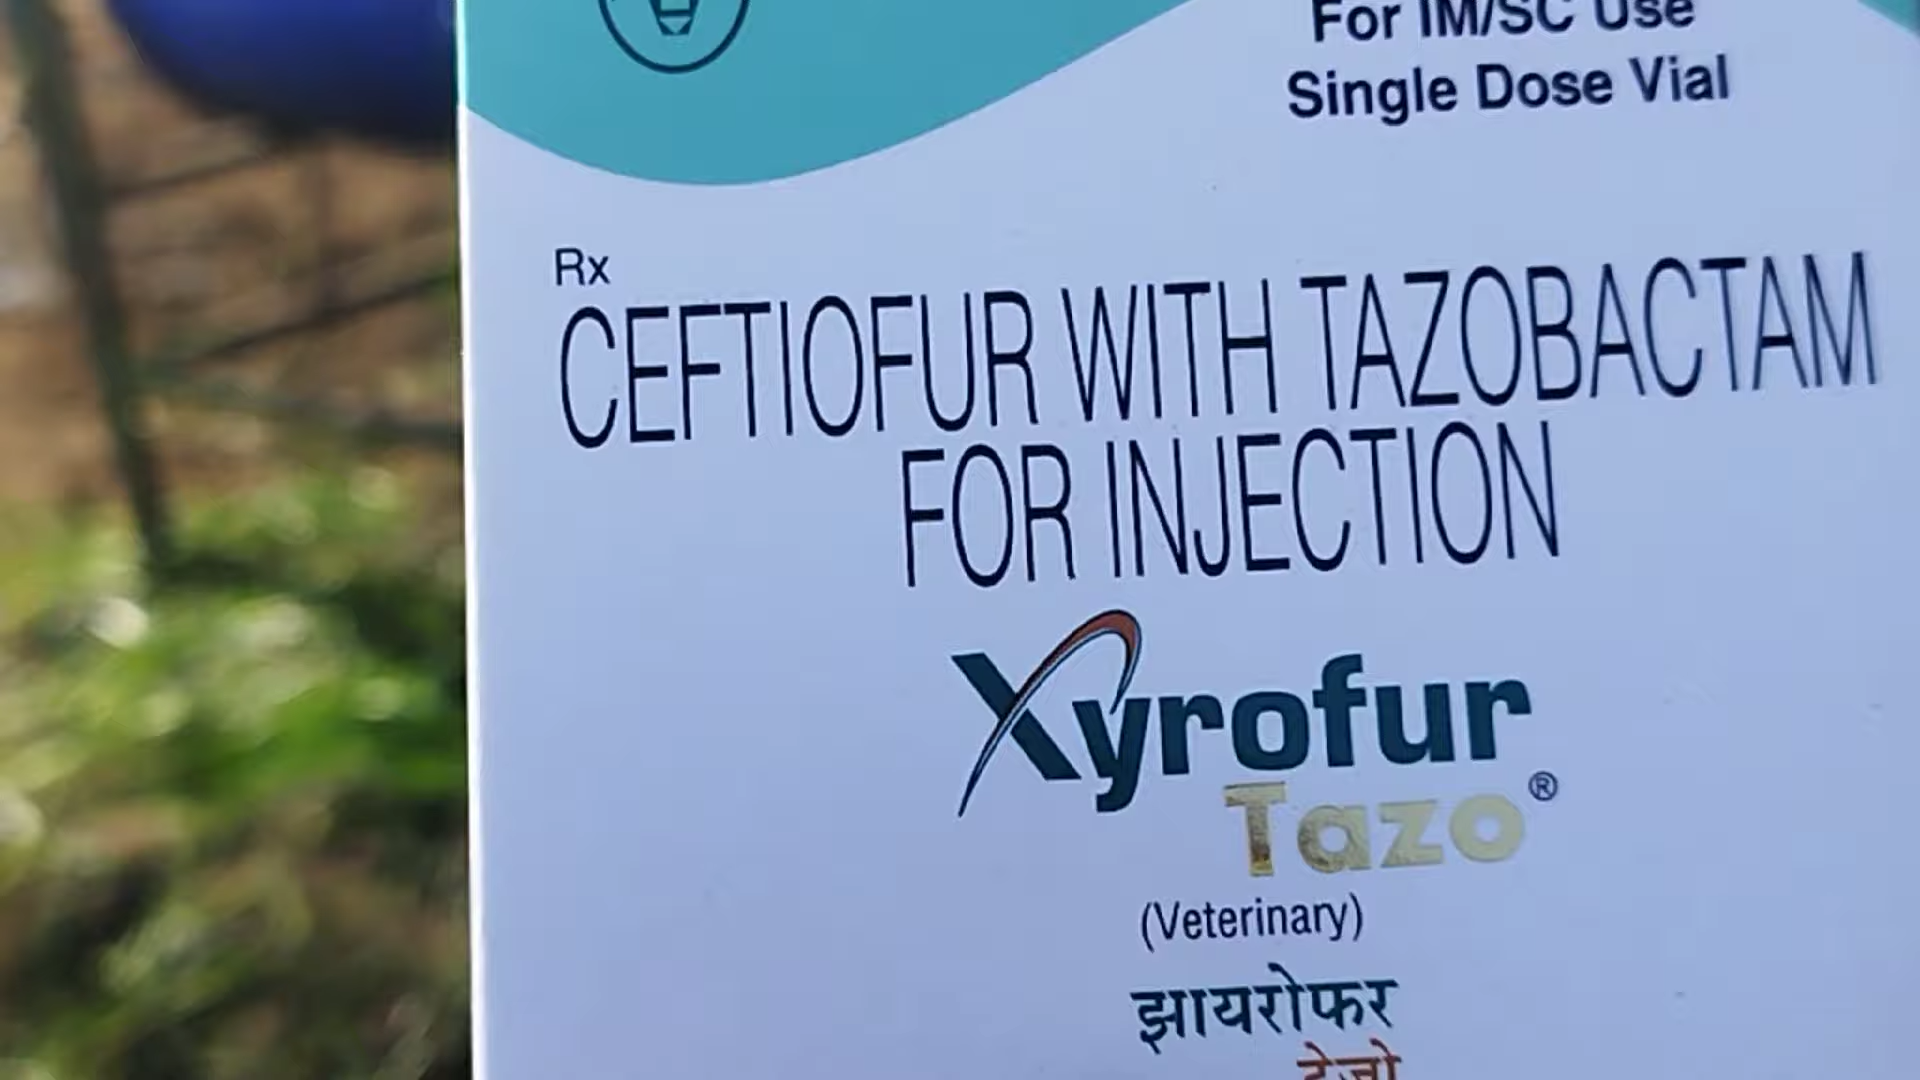 For IM/SC Use
Single Dose Vial
Rx
CEFTIOFUR WITH TAZOBACTAM
FOR INJECTION
Xyrofur
Tazo®
(Veterinary)
झायरोफर
टेज़ो